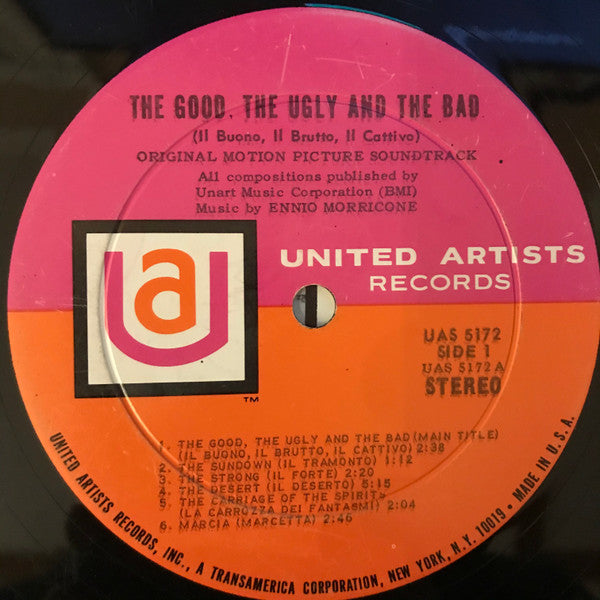 THE GOOD, THE UGLY AND THE BAD
(Il Buono, Il Brutto, Il Cattivo)
ORIGINAL MOTION PICTURE SOUNDTRACK
All compositions published by
Unart Music Corporation (BMI)
Music by ENNIO MORRICONE
ua
UNITED ARTISTS
RECORDS
TM
UAS 5172
SIDE 1
UAS 5172 A
STEREO
1. THE GOOD, THE UGLY AND THE BAD (MAIN TITLE)
(IL BUONO, IL BRUTTO, IL CATTIVO) 2:38
2. THE SUNDOWN (IL TRAMONTO) 1:12
3. THE STRONG (IL FORTE) 2:20
4. THE DESERT (IL DESERTO) 5:15
5. THE CARRIAGE OF THE SPIRITS
(LA CARROZZA DEI FANTASMI) 2:04
6. MARCIA (MARCETTA) 2:46
UNITED ARTISTS RECORDS, INC., A TRANSAMERICA CORPORATION, NEW YORK, N.Y. 10019 • MADE IN U.S.A.